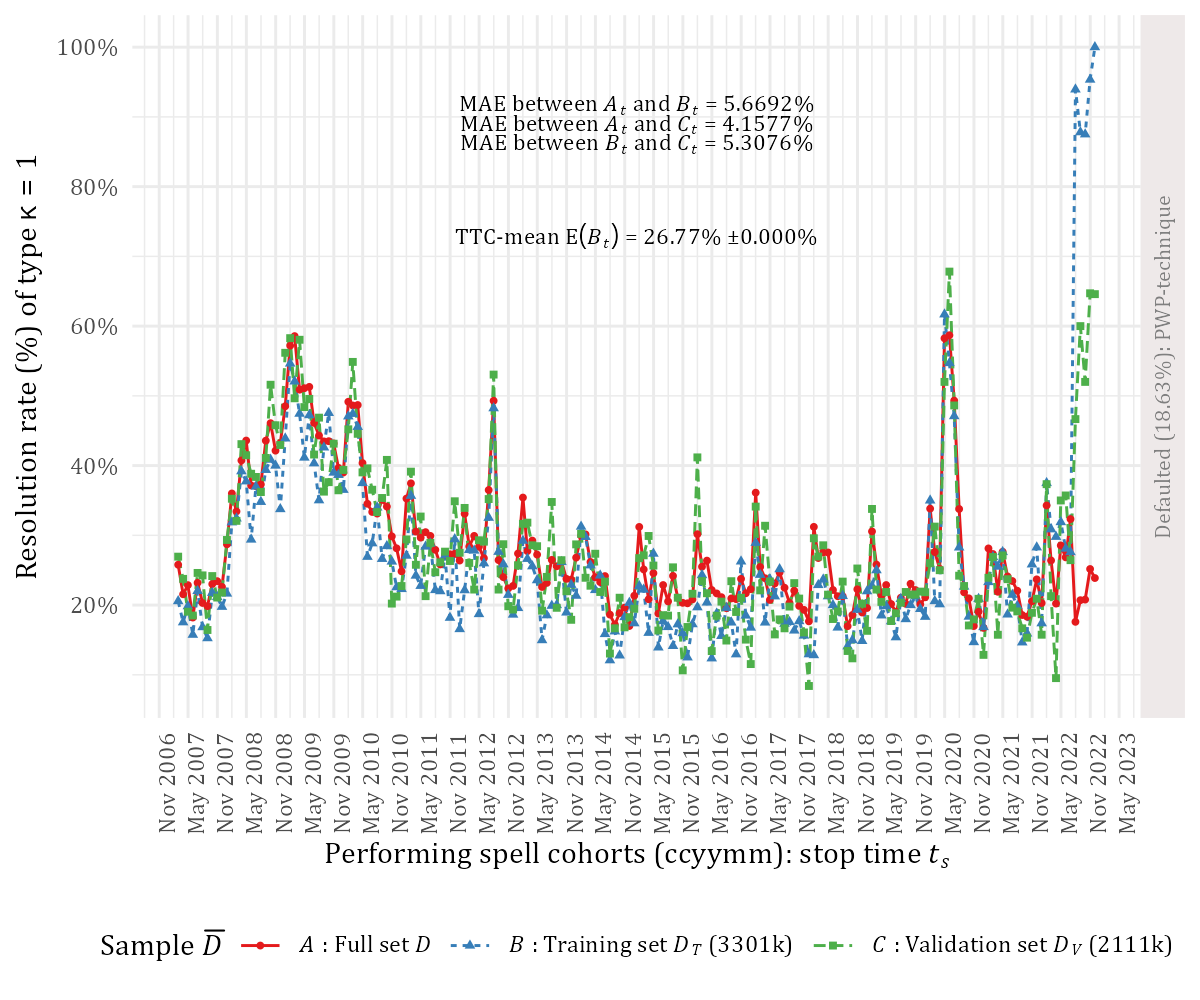 Resolution rate (%) of type κ = 1
100%
80%
60%
40%
20%
MAE between A_t and B_t = 5.6692%
MAE between A_t and C_t = 4.1577%
MAE between B_t and C_t = 5.3076%
TTC-mean E(B_t) = 26.77% ±0.000%
Defaulted (18.63%): PWP-technique
Nov 2006
May 2007
Nov 2007
May 2008
Nov 2008
May 2009
Nov 2009
May 2010
Nov 2010
May 2011
Nov 2011
May 2012
Nov 2012
May 2013
Nov 2013
May 2014
Nov 2014
May 2015
Nov 2015
May 2016
Nov 2016
May 2017
Nov 2017
May 2018
Nov 2018
May 2019
Nov 2019
May 2020
Nov 2020
May 2021
Nov 2021
May 2022
Nov 2022
May 2023
Performing spell cohorts (ccyymm): stop time t_s
Sample D̅ A : Full set D B : Training set D_T (3301k) C : Validation set D_V (2111k)